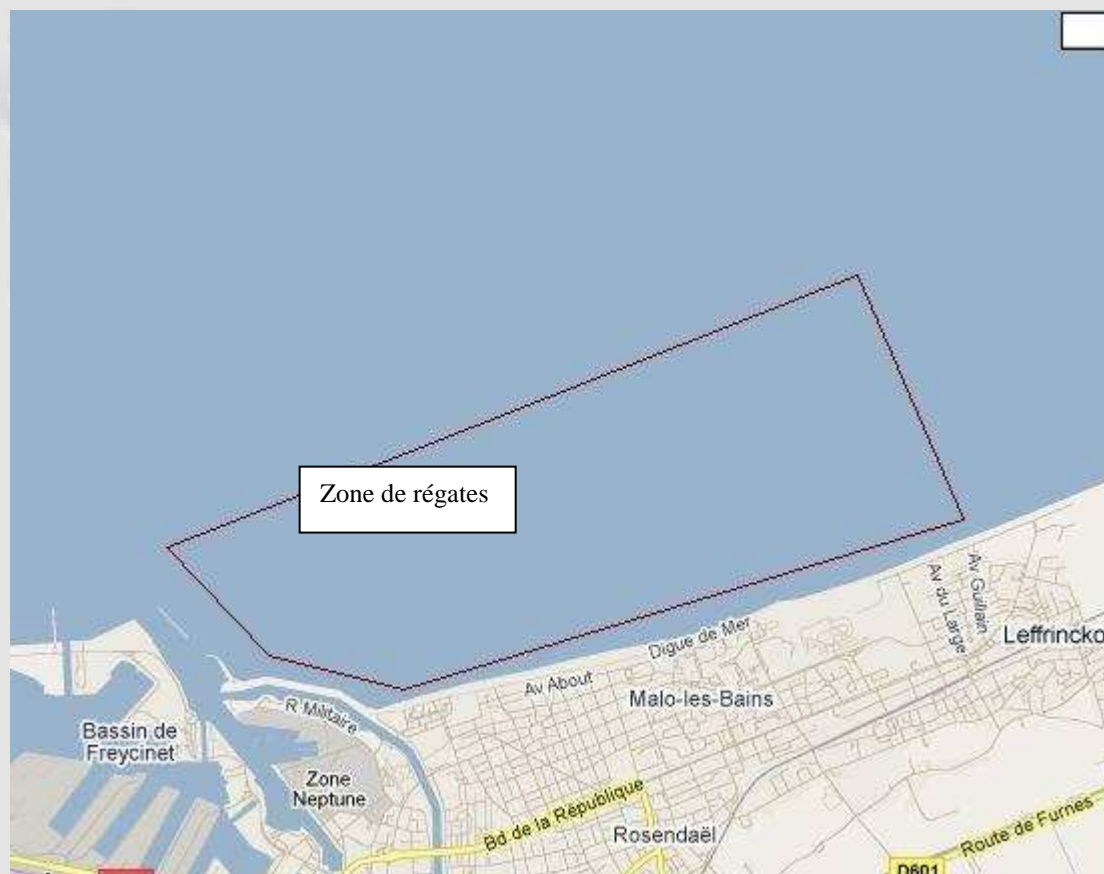 Zone de régates
Av Guillain
Av du Large
Leffrincko
Digue de Mer
Av About
Malo-les-Bains
R Militaire
Bassin de
Freycinet
Zone
Neptune
Bd de la République
Rosendaël
Route de Furnes
D601